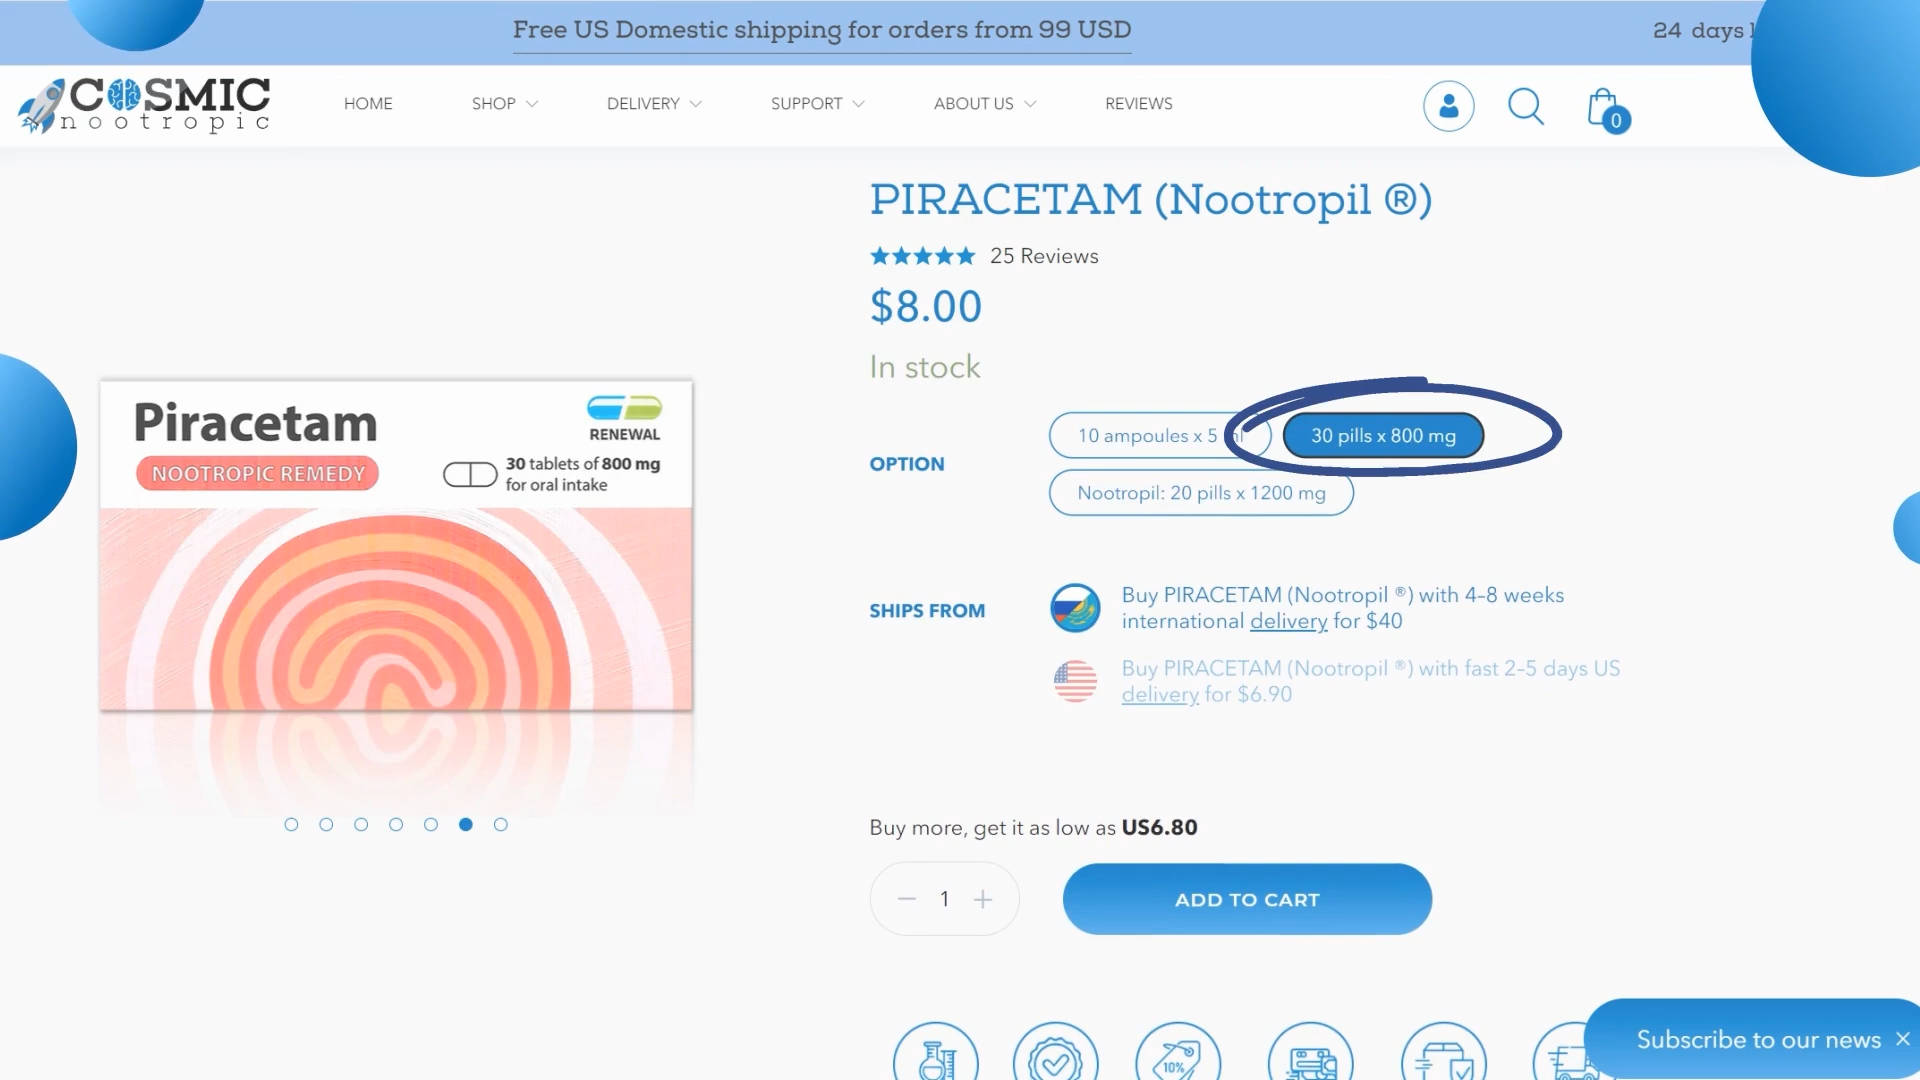 Free US Domestic shipping for orders from 99 USD
24 days
COSMIC
nootropic
HOME
SHOP
DELIVERY
SUPPORT
ABOUT US
REVIEWS
0
PIRACETAM (Nootropil ®)
25 Reviews
$8.00
In stock
Piracetam
RENEWAL
NOOTROPIC REMEDY
30 tablets of 800 mg
for oral intake
OPTION
10 ampoules x 5
30 pills x 800 mg
Nootropil: 20 pills x 1200 mg
SHIPS FROM
Buy PIRACETAM (Nootropil ®) with 4-8 weeks
international delivery for $40
Buy PIRACETAM (Nootropil ®) with fast 2-5 days US
delivery for $6.90
Buy more, get it as low as US6.80
1
ADD TO CART
10%
Subscribe to our news